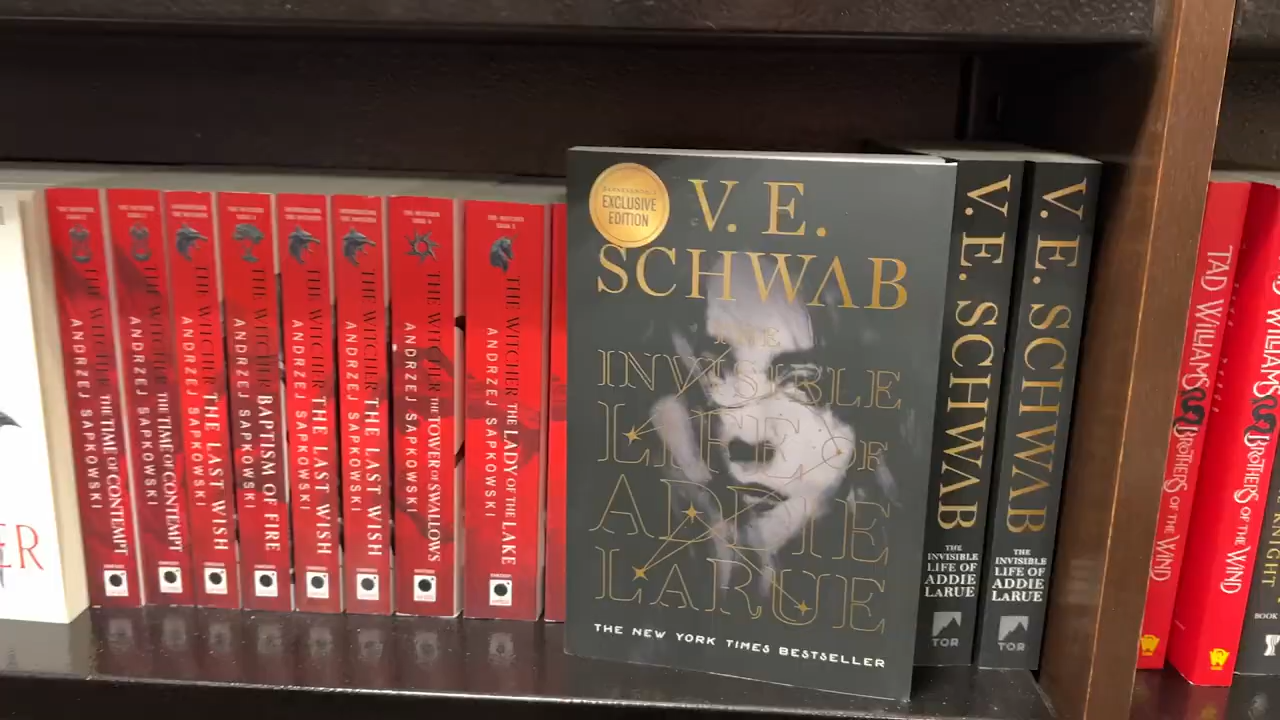 ER
THE WITCHER THE TIME OF CONTEMPT
ANDRZEJ SAPKOWSKI
THE WITCHER THE TIME OF CONTEMPT
ANDRZEJ SAPKOWSKI
THE WITCHER THE LAST WISH
ANDRZEJ SAPKOWSKI
THE WITCHER BAPTISM OF FIRE
ANDRZEJ SAPKOWSKI
THE WITCHER THE LAST WISH
ANDRZEJ SAPKOWSKI
THE WITCHER THE LAST WISH
ANDRZEJ SAPKOWSKI
THE WITCHER THE TOWER OF SWALLOWS
ANDRZEJ SAPKOWSKI
THE WITCHER THE LADY OF THE LAKE
ANDRZEJ SAPKOWSKI
EXCLUSIVE
EDITION
V. E.
SCHWAB
THE
INVISIBLE
LIFE OF
ADDIE
LARUE
THE NEW YORK TIMES BESTSELLER
V. E. SCHWAB
THE
INVISIBLE
LIFE OF
ADDIE
LARUE
TOR
V. E. SCHWAB
THE
INVISIBLE
LIFE OF
ADDIE
LARUE
TOR
TAD WILLIAMS BROTHERS OF THE WIND
TAD WILLIAMS BROTHERS OF THE WIND
BOOK